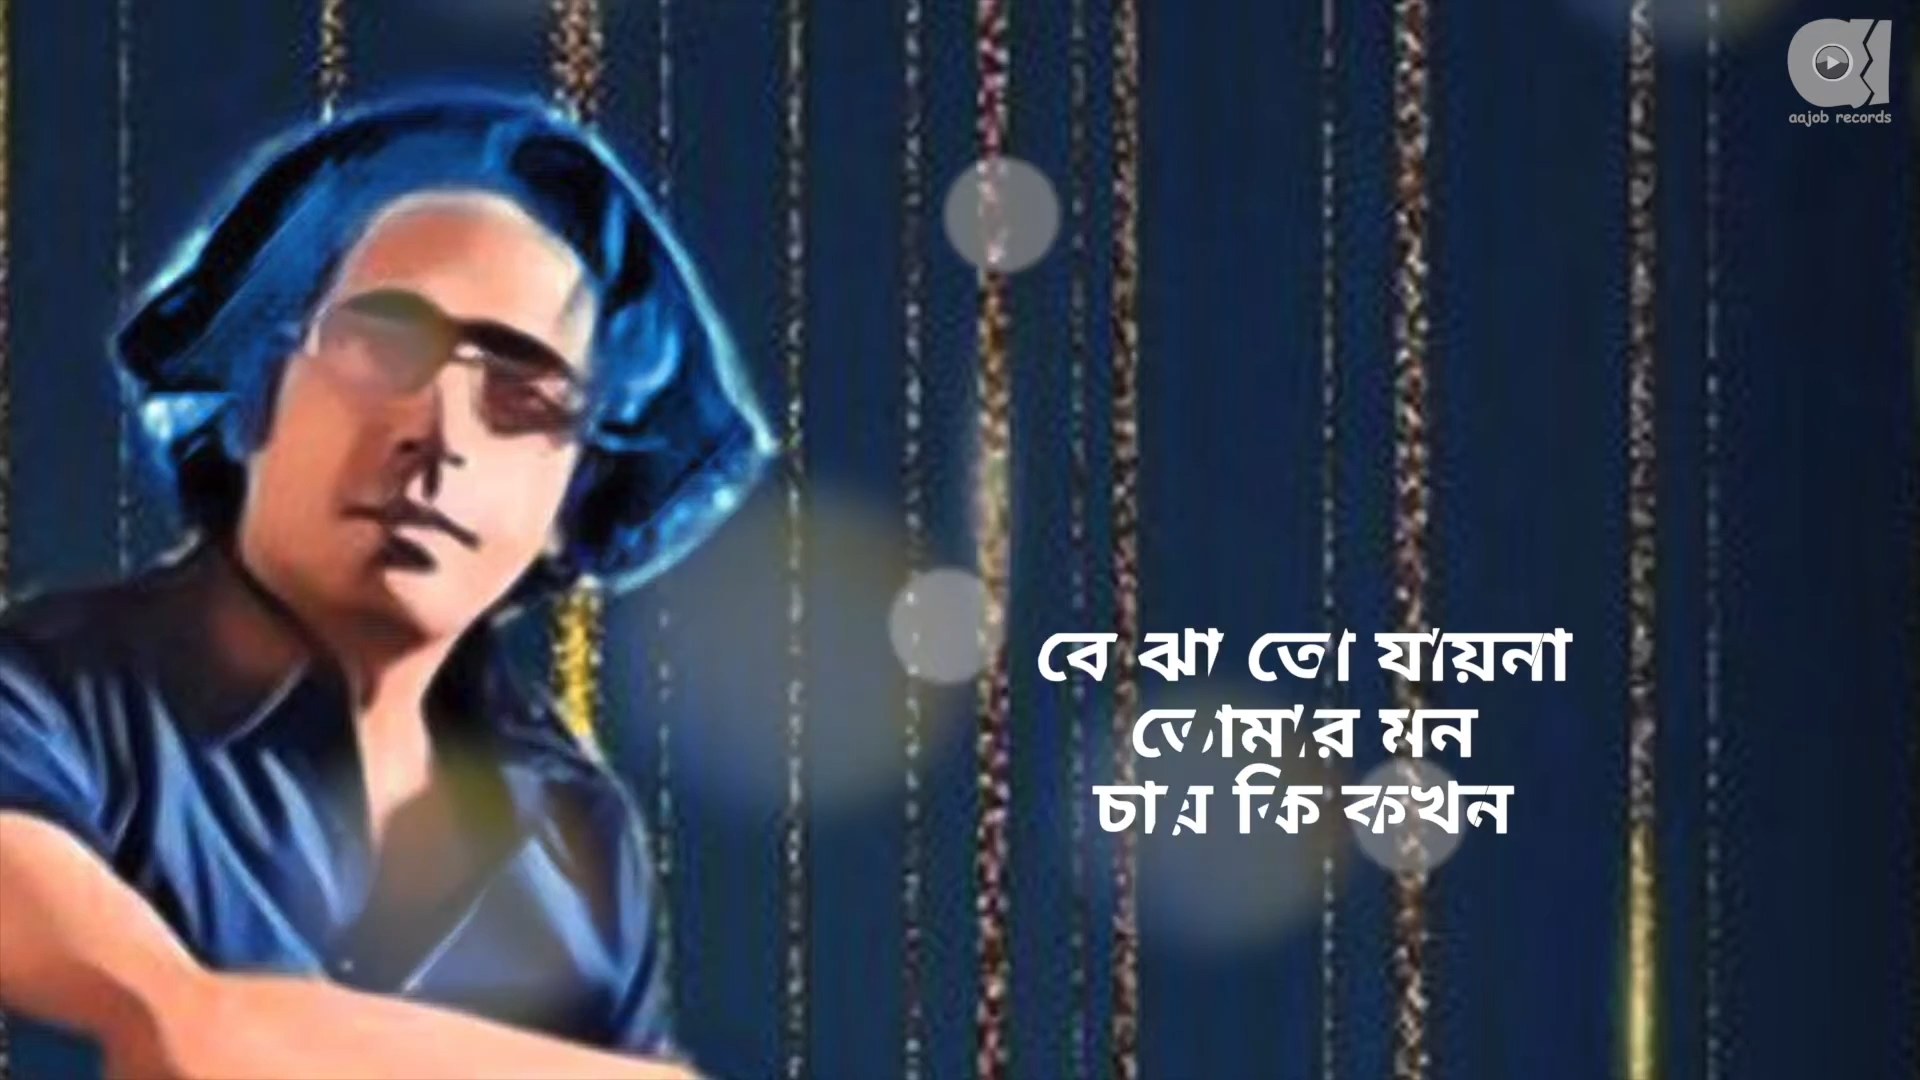 aajob records
বোঝা তো যায়না
তোমার মন
চায় কি কখন